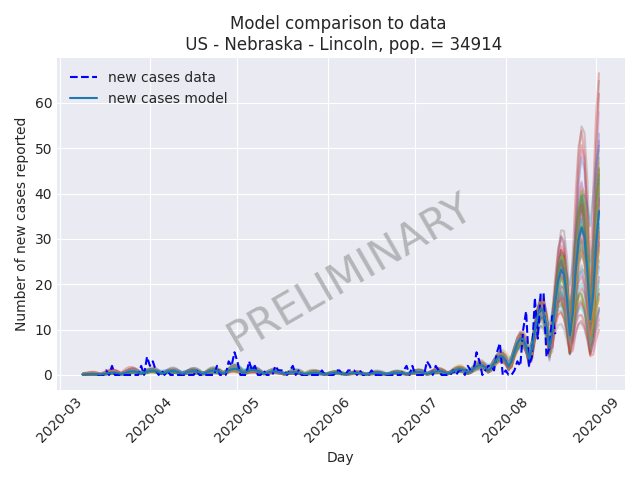 Model comparison to data
US - Nebraska - Lincoln, pop. = 34914
new cases data
new cases model
Number of new cases reported
60
50
40
30
20
10
0
PRELIMINARY
2020-03
2020-04
2020-05
2020-06
2020-07
2020-08
2020-09
Day